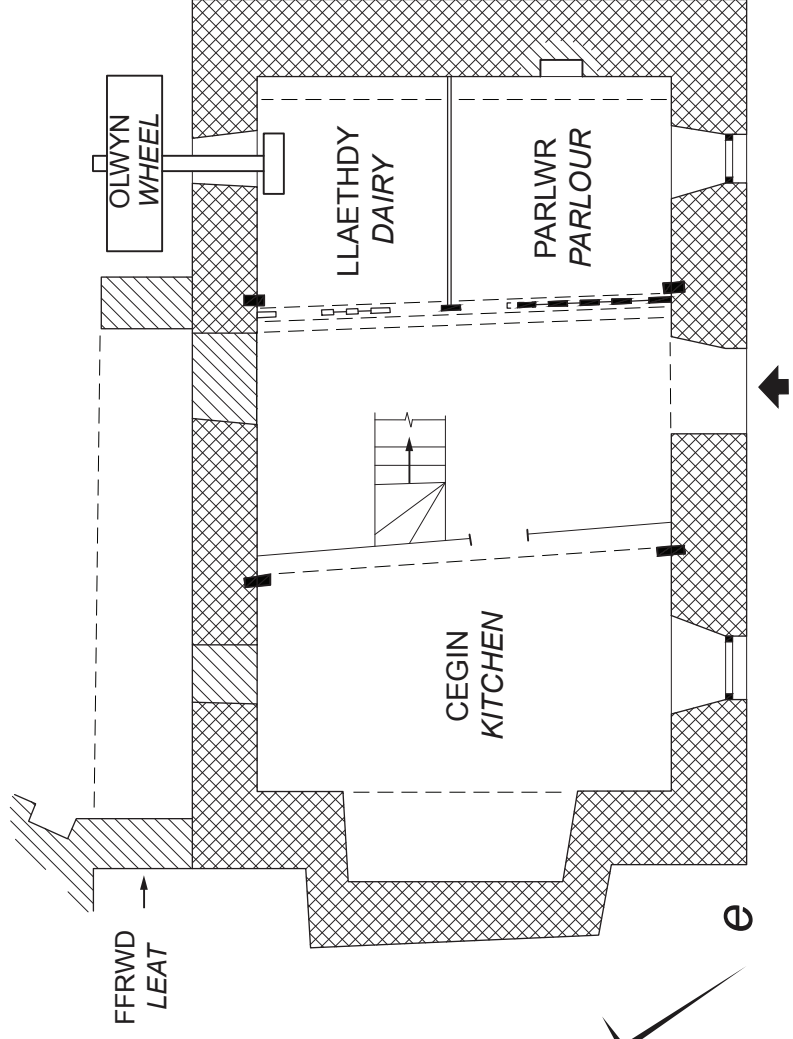 OLWYN
WHEEL
LLAETHDY
DAIRY
PARLWR
PARLOUR
CEGIN
KITCHEN
FFRWD
LEAT
e